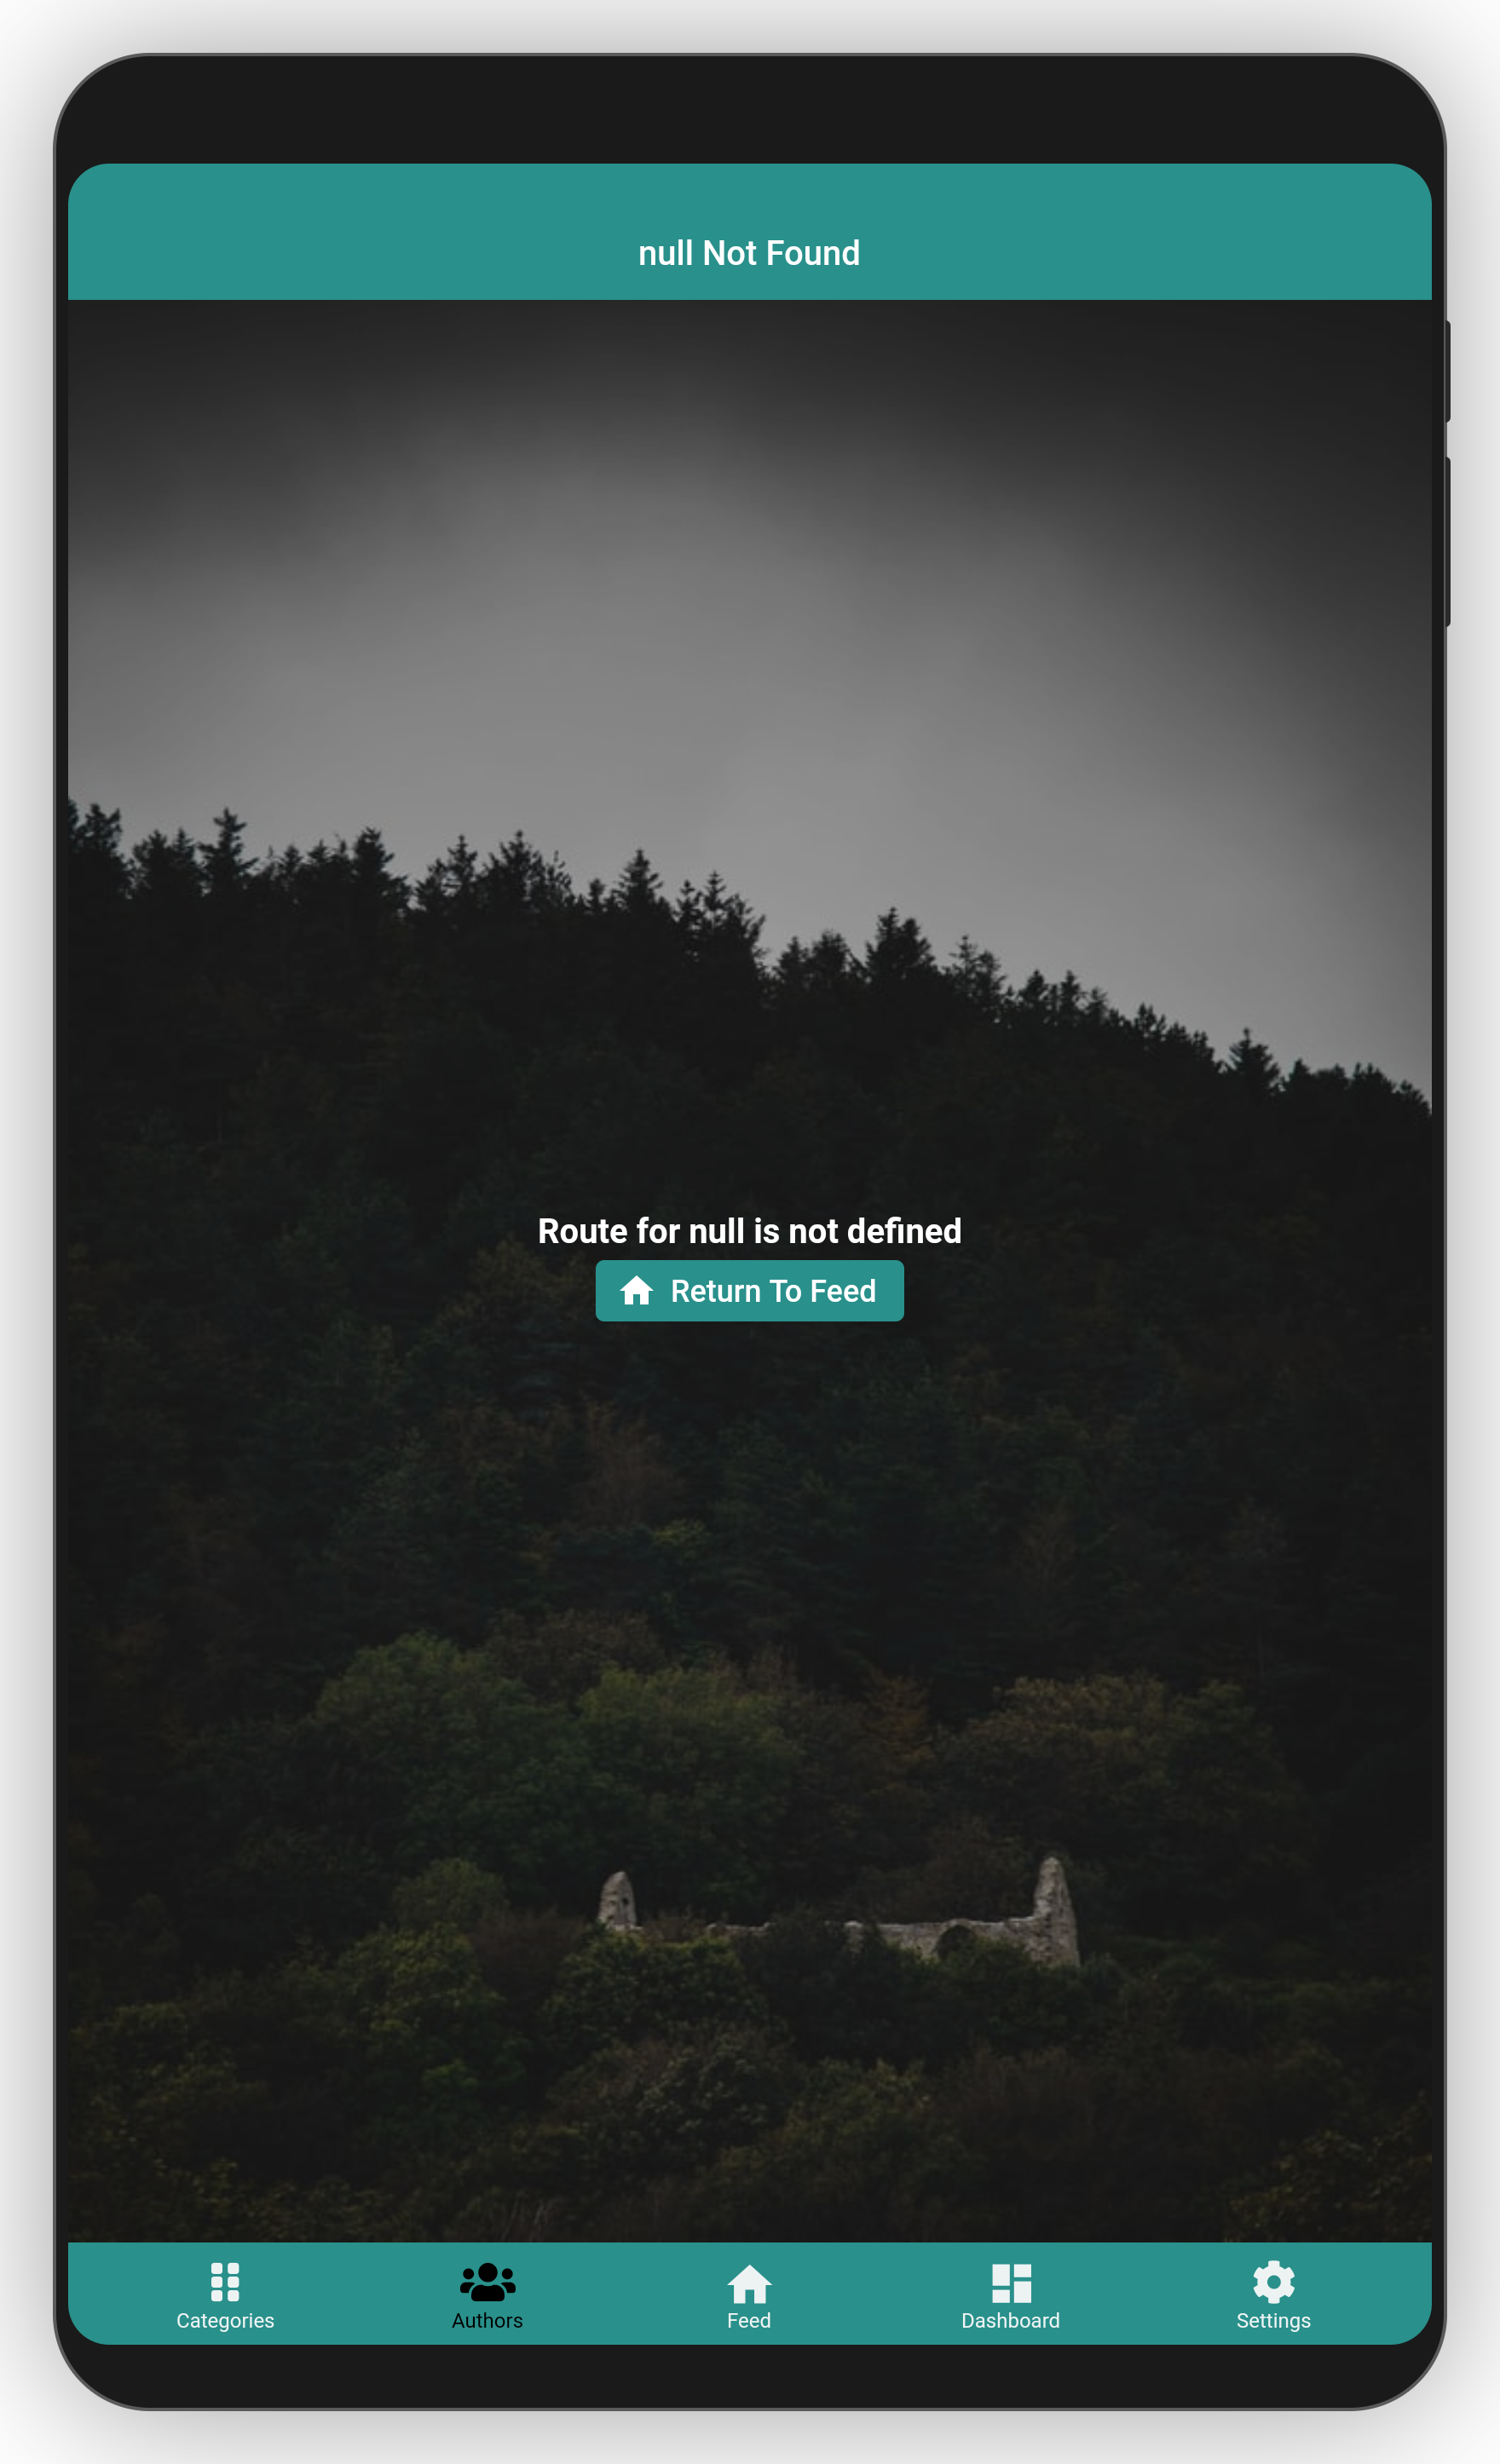 null Not Found
Route for null is not defined
Return To Feed
Categories
Authors
Feed
Dashboard
Settings